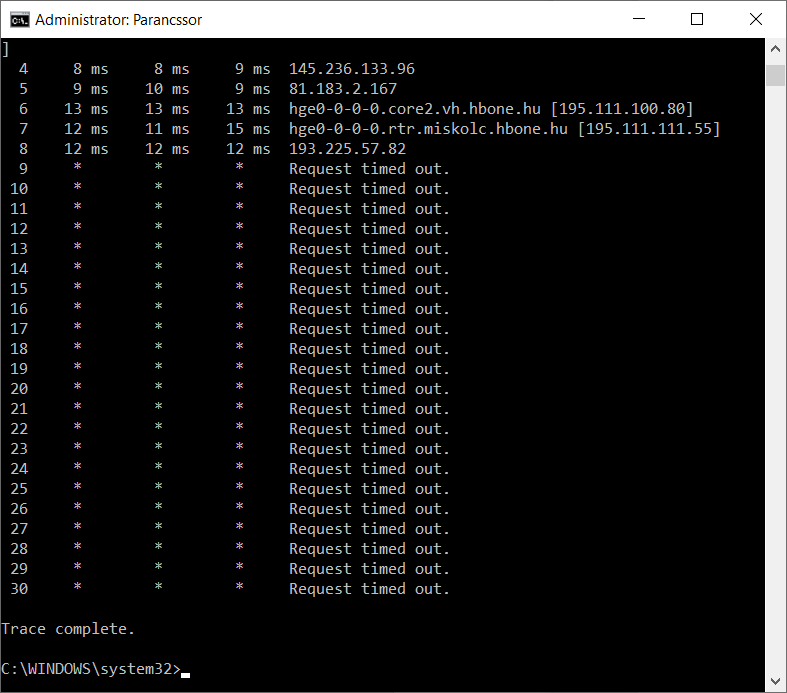 Administrator: Parancssor
]
4 8 ms 8 ms 9 ms 145.236.133.96
5 9 ms 10 ms 9 ms 81.183.2.167
6 13 ms 13 ms 13 ms hge0-0-0-0.core2.vh.hbone.hu [195.111.100.80]
7 12 ms 11 ms 15 ms hge0-0-0-0.rtr.miskolc.hbone.hu [195.111.111.55]
8 12 ms 12 ms 12 ms 193.225.57.82
9 * * * Request timed out.
10 * * * Request timed out.
11 * * * Request timed out.
12 * * * Request timed out.
13 * * * Request timed out.
14 * * * Request timed out.
15 * * * Request timed out.
16 * * * Request timed out.
17 * * * Request timed out.
18 * * * Request timed out.
19 * * * Request timed out.
20 * * * Request timed out.
21 * * * Request timed out.
22 * * * Request timed out.
23 * * * Request timed out.
24 * * * Request timed out.
25 * * * Request timed out.
26 * * * Request timed out.
27 * * * Request timed out.
28 * * * Request timed out.
29 * * * Request timed out.
30 * * * Request timed out.
Trace complete.
C:\WINDOWS\system32>